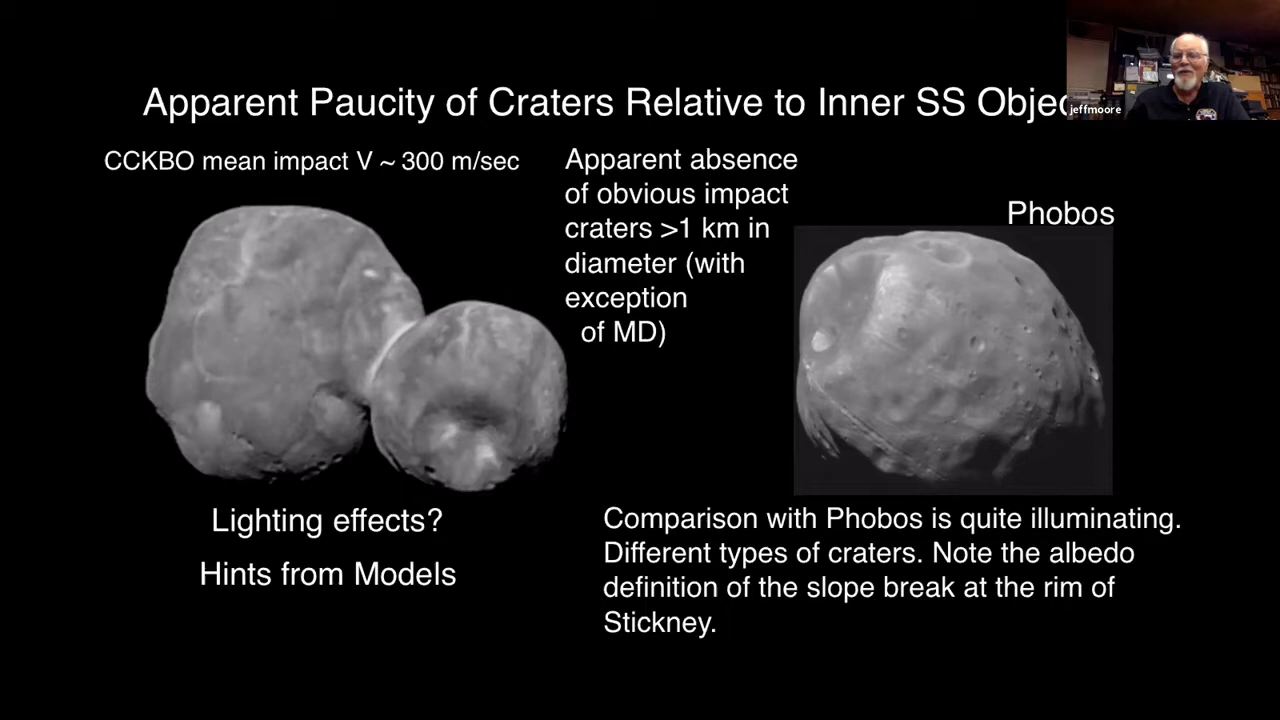 Apparent Paucity of Craters Relative to Inner SS Objec
jeffmoore
CCKBO mean impact V ~ 300 m/sec
Apparent absence
of obvious impact
craters >1 km in
diameter (with
exception
of MD)
Phobos
Lighting effects?
Hints from Models
Comparison with Phobos is quite illuminating.
Different types of craters. Note the albedo
definition of the slope break at the rim of
Stickney.